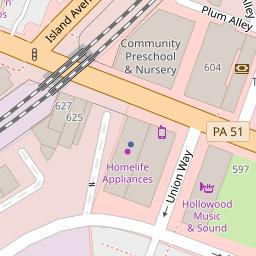 Plum Alley
Island Aven
Community
Preschool
& Nursery
604
627
625
PA 51
Homelife
Appliances
Union Way
597
Hollowood
Music
& Sound